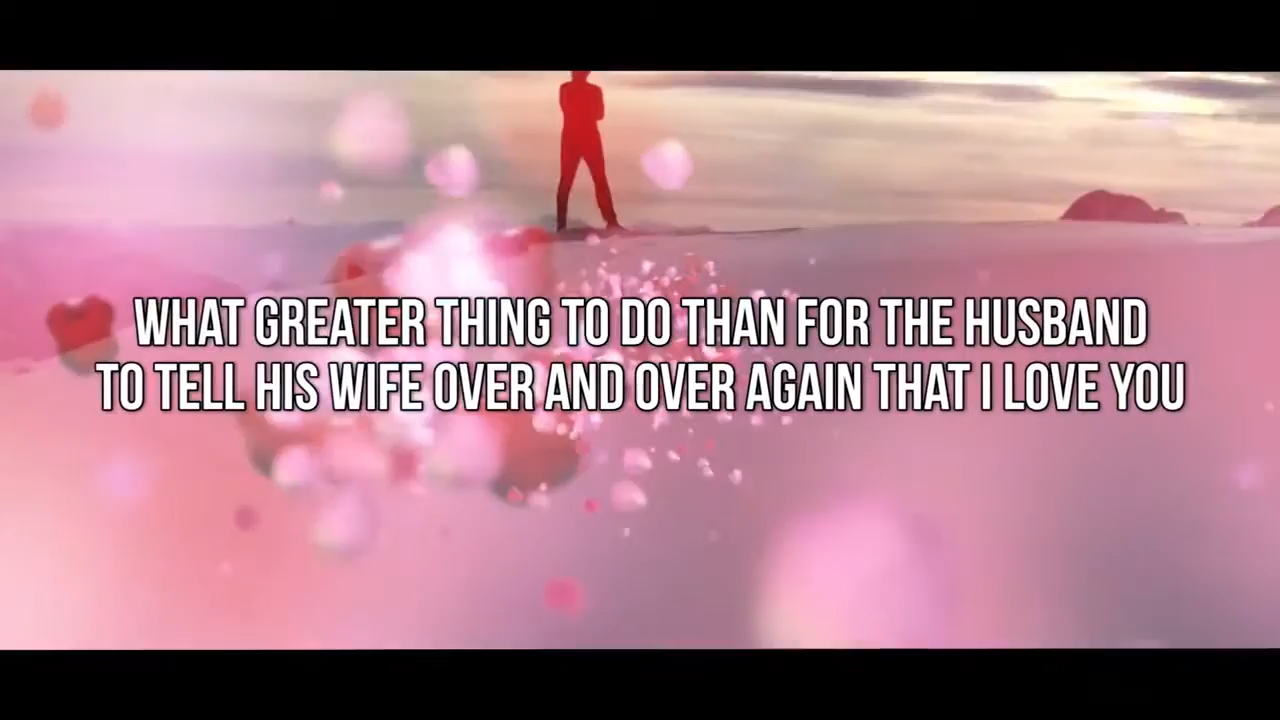 WHAT GREATER THING TO DO THAN FOR THE HUSBAND
TO TELL HIS WIFE OVER AND OVER AGAIN THAT I LOVE YOU